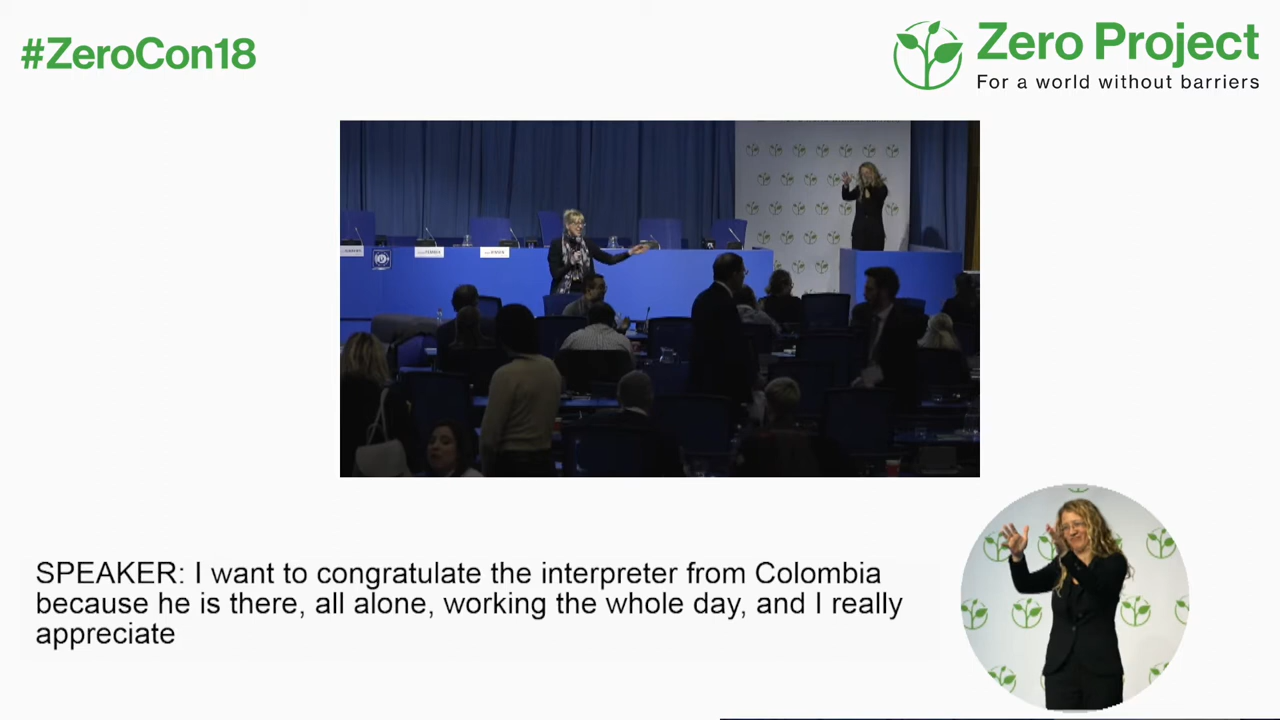 #ZeroCon18
Zero Project
For a world without barriers
SPEAKER: I want to congratulate the interpreter from Colombia
because he is there, all alone, working the whole day, and I really
appreciate